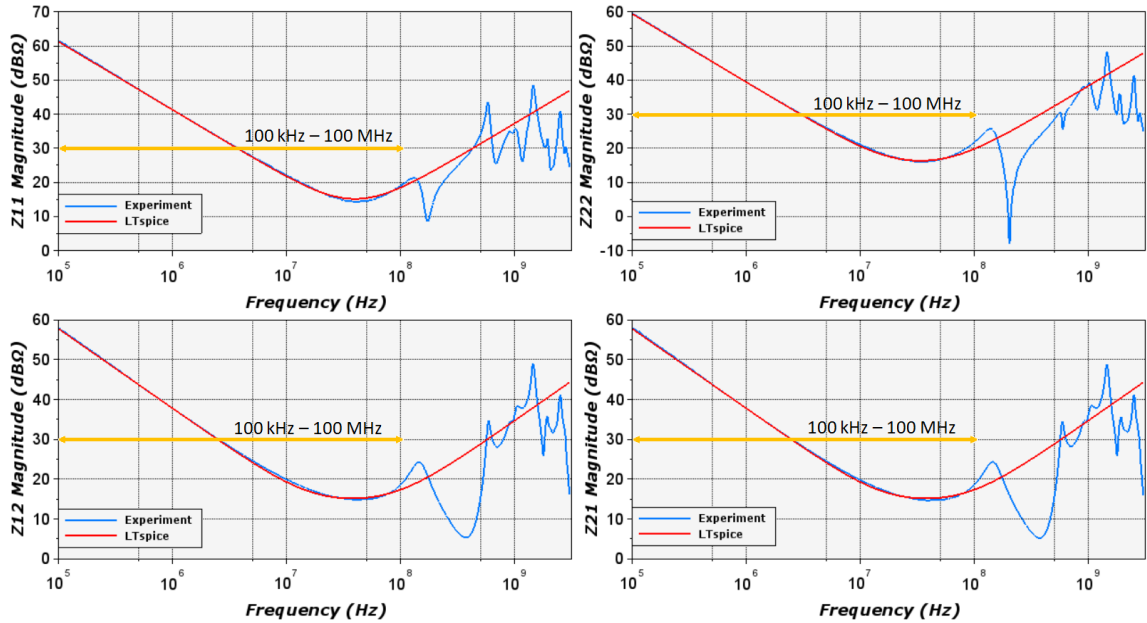 Z11 Magnitude (dBΩ)
70
60
50
40
30
20
10
0
100 kHz – 100 MHz
Experiment
LTspice
10^5
10^6
10^7
10^8
10^9
Frequency (Hz)
Z22 Magnitude (dBΩ)
60
50
40
30
20
10
0
-10
100 kHz – 100 MHz
Experiment
LTspice
10^5
10^6
10^7
10^8
10^9
Frequency (Hz)
Z12 Magnitude (dBΩ)
60
50
40
30
20
10
0
100 kHz – 100 MHz
Experiment
LTspice
10^5
10^6
10^7
10^8
10^9
Frequency (Hz)
Z21 Magnitude (dBΩ)
60
50
40
30
20
10
0
100 kHz – 100 MHz
Experiment
LTspice
10^5
10^6
10^7
10^8
10^9
Frequency (Hz)